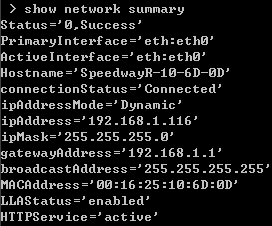 > show network summary
Status='0,Success'
PrimaryInterface='eth:eth0'
ActiveInterface='eth:eth0'
Hostname='SpeedwayR-10-6D-0D'
connectionStatus='Connected'
ipAddressMode='Dynamic'
ipAddress='192.168.1.116'
ipMask='255.255.255.0'
gatewayAddress='192.168.1.1'
broadcastAddress='255.255.255.255'
MACAddress='00:16:25:10:6D:0D'
LLAStatus='enabled'
HTTPService='active'